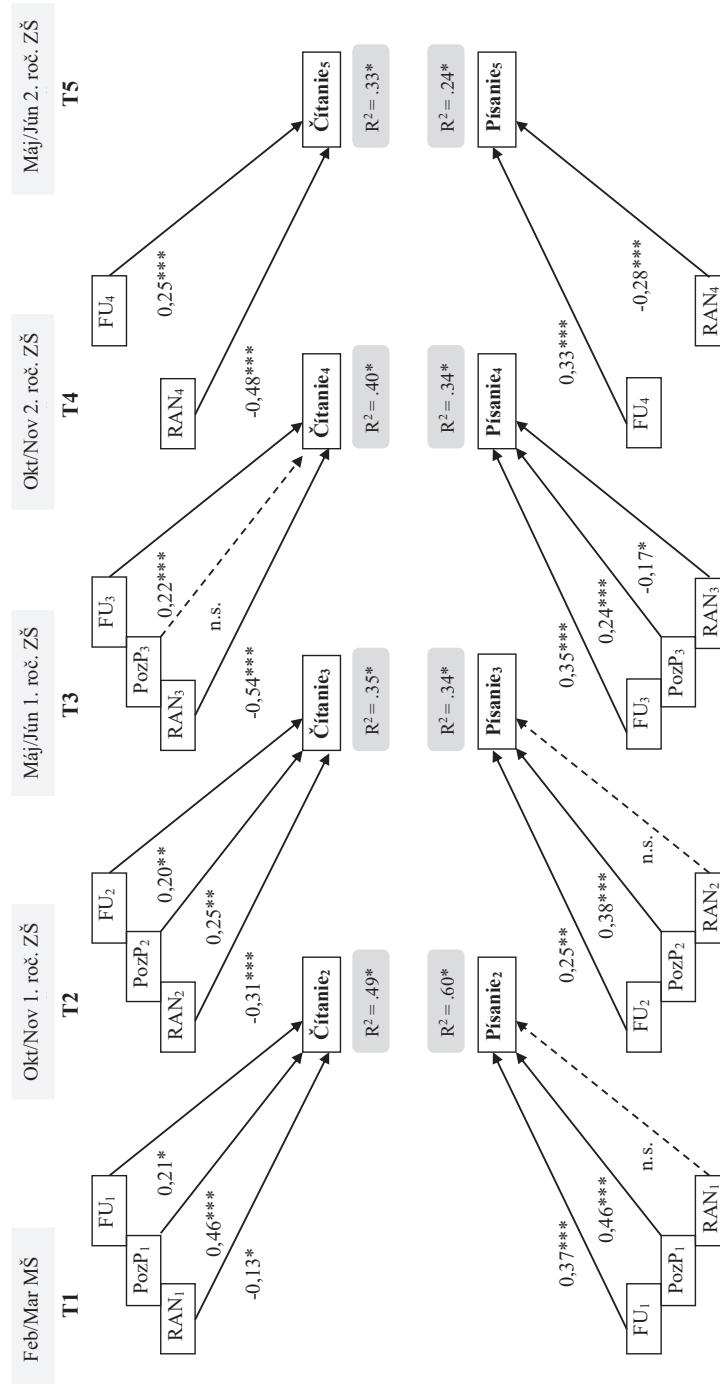 Feb/Mar MŠ
Okt/Nov 1. roč. ZŠ
Máj/Jún 1. roč. ZŠ
Okt/Nov 2. roč. ZŠ
Máj/Jún 2. roč. ZŠ
T1
T2
T3
T4
T5
FU₁
PozP₁
RAN₁
0,21*
0,46***
-0,13*
Čítanie₂
R² = .49*
FU₂
PozP₂
RAN₂
0,20**
0,25**
-0,31***
Čítanie₃
R² = .35*
FU₃
PozP₃
RAN₃
0,22***
n.s.
-0,54***
Čítanie₄
R² = .40*
FU₄
RAN₄
0,25***
-0,48***
Čítanie₅
R² = .33*
R² = .60*
Písanie₂
0,37***
0,46***
n.s.
FU₁
PozP₁
RAN₁
R² = .34*
Písanie₃
0,25**
0,38***
n.s.
FU₂
PozP₂
RAN₂
R² = .34*
Písanie₄
0,35***
0,24***
-0,17*
FU₃
PozP₃
RAN₃
R² = .24*
Písanie₅
0,33***
-0,28***
FU₄
RAN₄